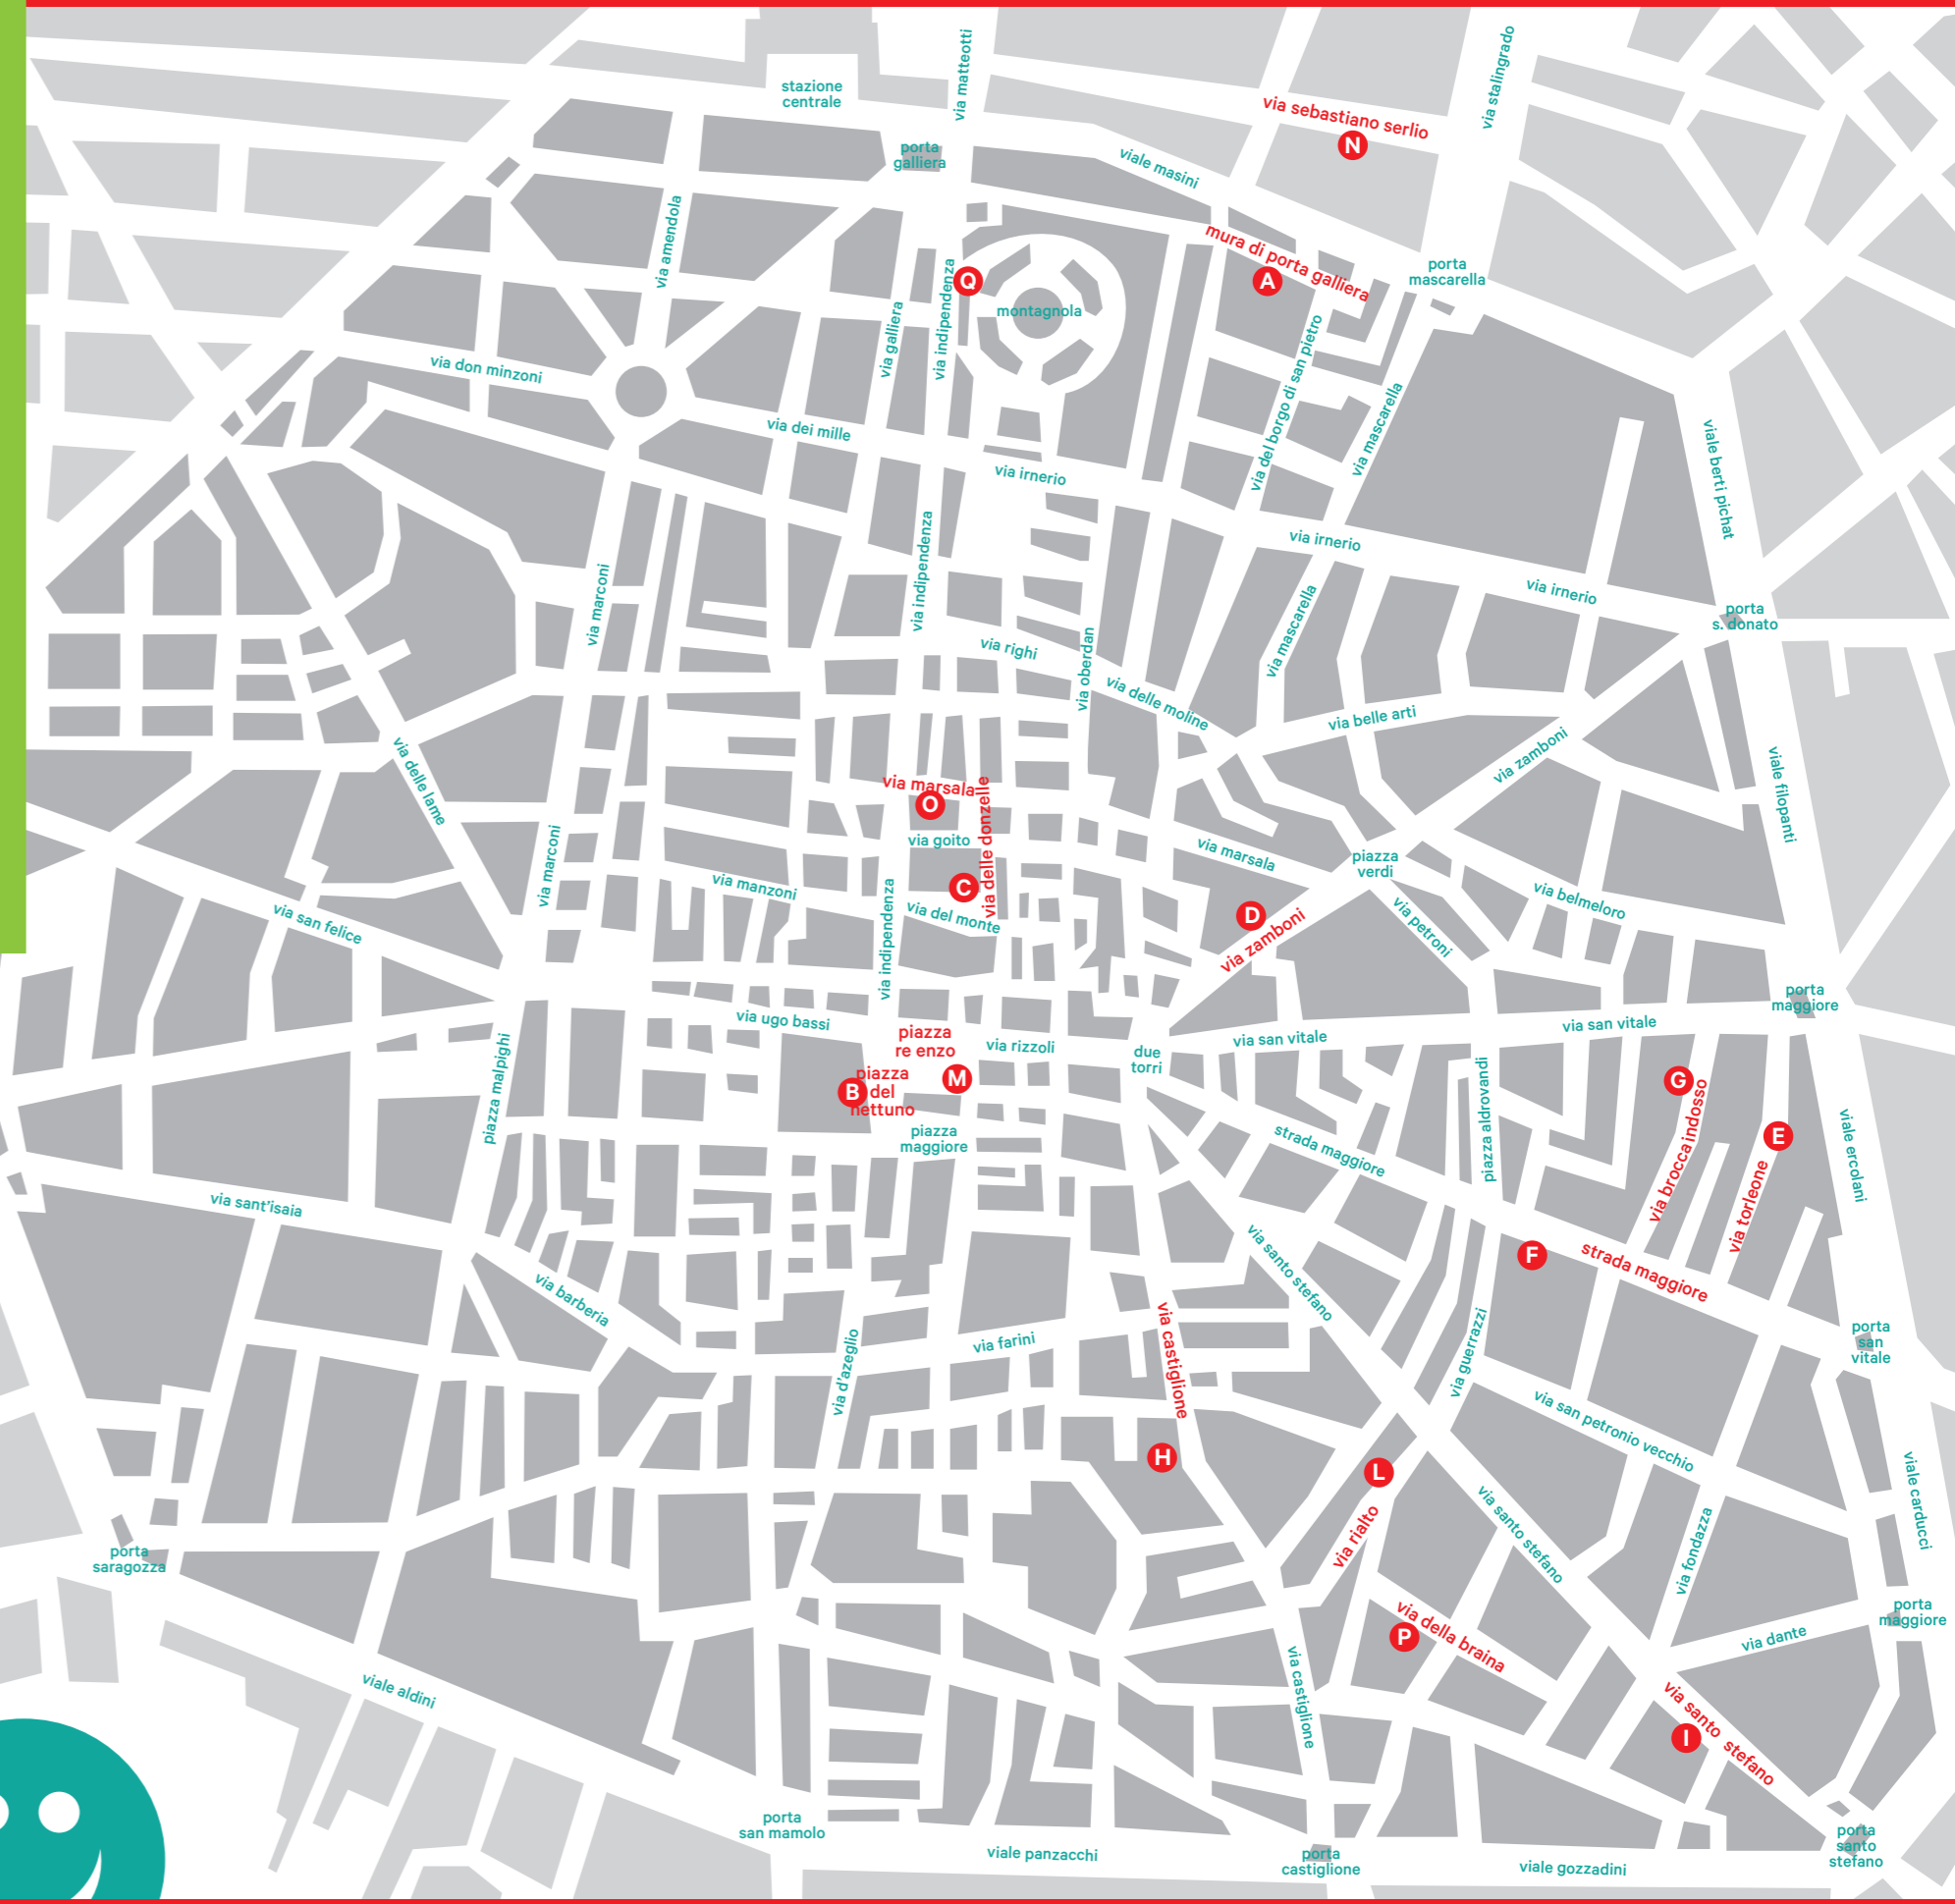 via matteotti
via stalingrado
stazione
centrale
via sebastiano serlio
N
porta
galliera
viale masini
via amendola
mura di porta galliera
A
porta
mascarella
Q
montagnola
via galliera
via indipendenza
via don minzoni
via del borgo di san pietro
via mascarella
via dei mille
via irnerio
viale berti pichat
via irnerio
via indipendenza
via marconi
via irnerio
porta
s. donato
via mascarella
via righi
via oberdan
via delle moline
via belle arti
via zamboni
via delle lame
viale filopanti
via marsala
O
via delle donzelle
via goito
via marconi
via marsala
piazza
verdi
via manzoni
C
via del monte
via belmeloro
via san felice
D
via zamboni
via petroni
via indipendenza
porta
maggiore
via ugo bassi
piazza
re enzo
via rizzoli
via san vitale
via san vitale
due
torri
piazza malpighi
piazza
del
nettuno
B
M
piazza aldrovandi
G
via broccaindosso
E
piazza
maggiore
strada maggiore
viale ercolani
via sant'isaia
via torleone
via santo stefano
F
strada maggiore
via barberia
via castiglione
via farini
via d'azeglio
via guerrazzi
porta
san
vitale
via san petronio vecchio
H
L
viale carducci
via santo stefano
via rialto
via fondazza
porta
saragozza
via della braina
P
porta
maggiore
via dante
viale aldini
via castiglione
via santo stefano
I
porta
san mamolo
viale panzacchi
porta
castiglione
viale gozzadini
porta
santo
stefano